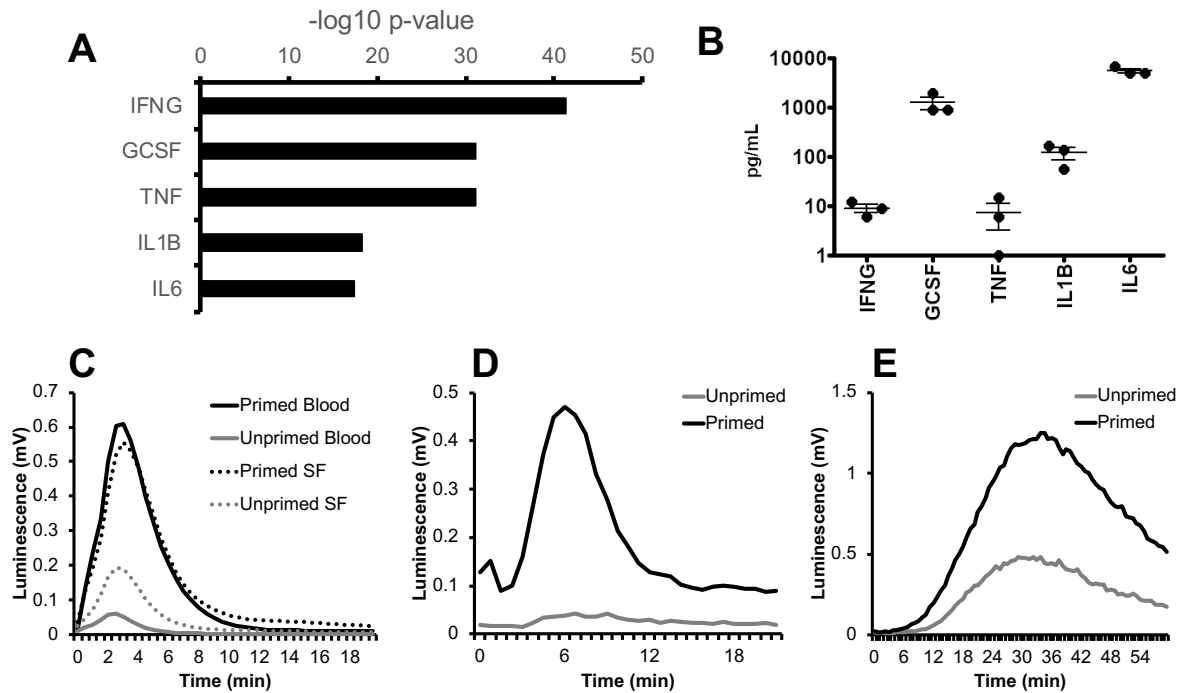 A
-log10 p-value
0 10 20 30 40 50
IFNG
GCSF
TNF
IL1B
IL6
B
pg/mL
10000
1000
100
10
1
IFNG
GCSF
TNF
IL1B
IL6
C
Luminescence (mV)
0.7
0.6
0.5
0.4
0.3
0.2
0.1
0
Primed Blood
Unprimed Blood
Primed SF
Unprimed SF
0 2 4 6 8 10 12 14 16 18
Time (min)
D
Luminescence (mV)
0.5
0.4
0.3
0.2
0.1
0
Unprimed
Primed
0 6 12 18
Time (min)
E
Luminescence (mV)
1.5
1
0.5
0
Unprimed
Primed
0 6 12 18 24 30 36 42 48 54
Time (min)